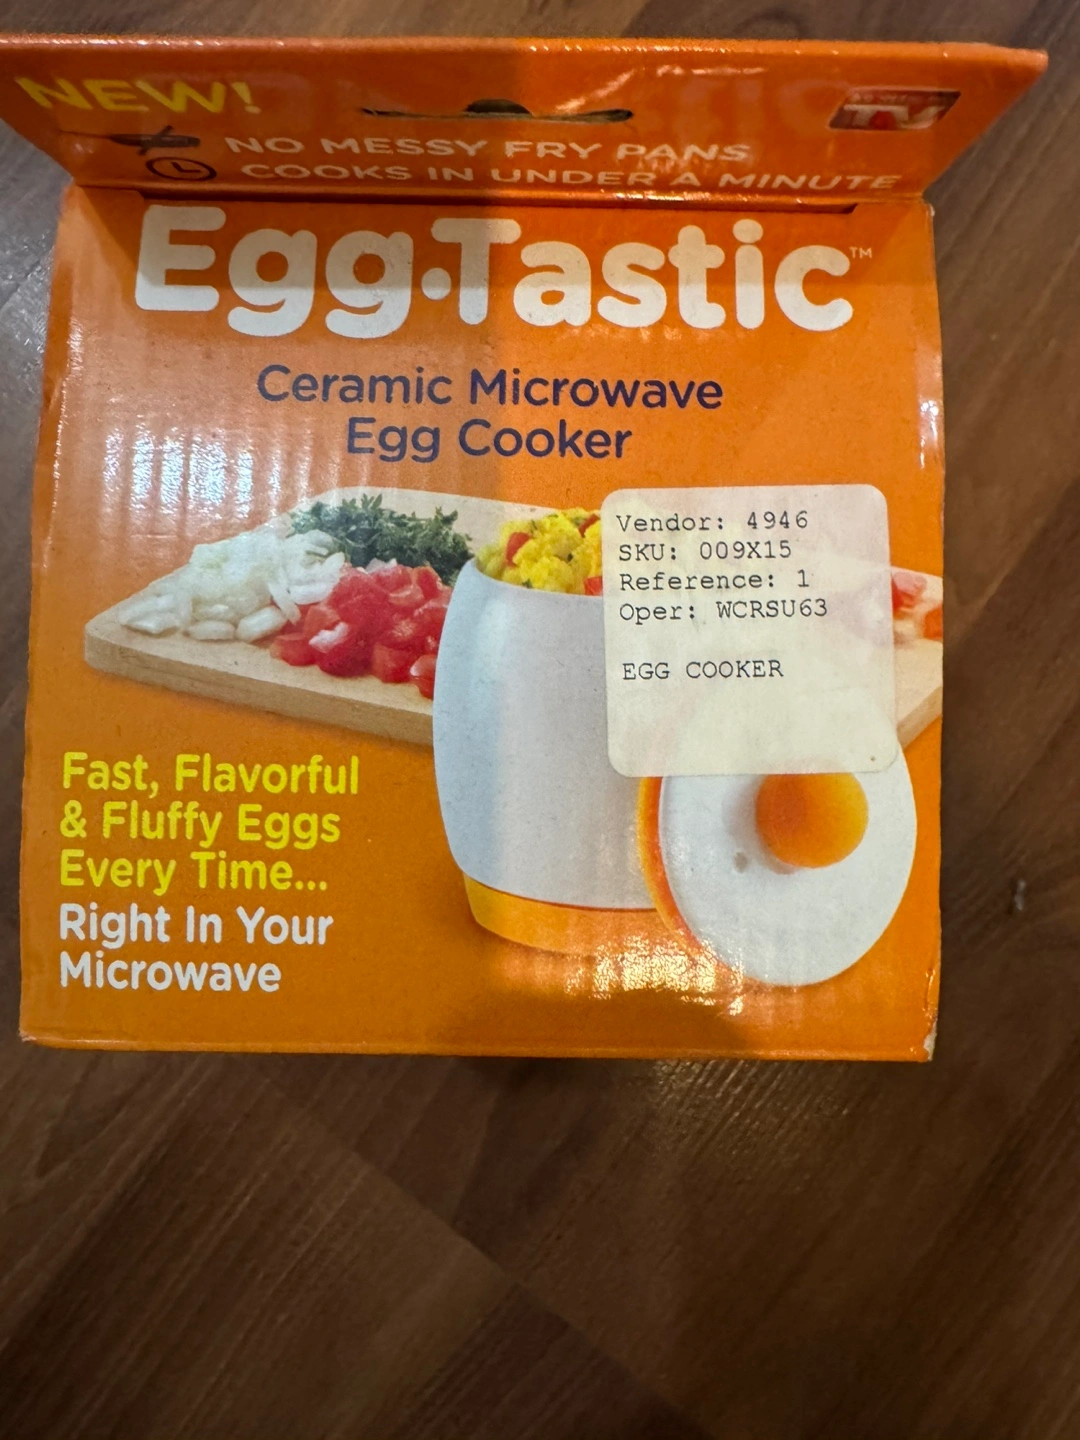 NEW!
TV
NO MESSY FRY PANS
COOKS IN UNDER A MINUTE
Egg·Tastic™
Ceramic Microwave
Egg Cooker
Vendor: 4946
SKU: 009X15
Reference: 1
Oper: WCRSU63
EGG COOKER
Fast, Flavorful
& Fluffy Eggs
Every Time...
Right In Your
Microwave